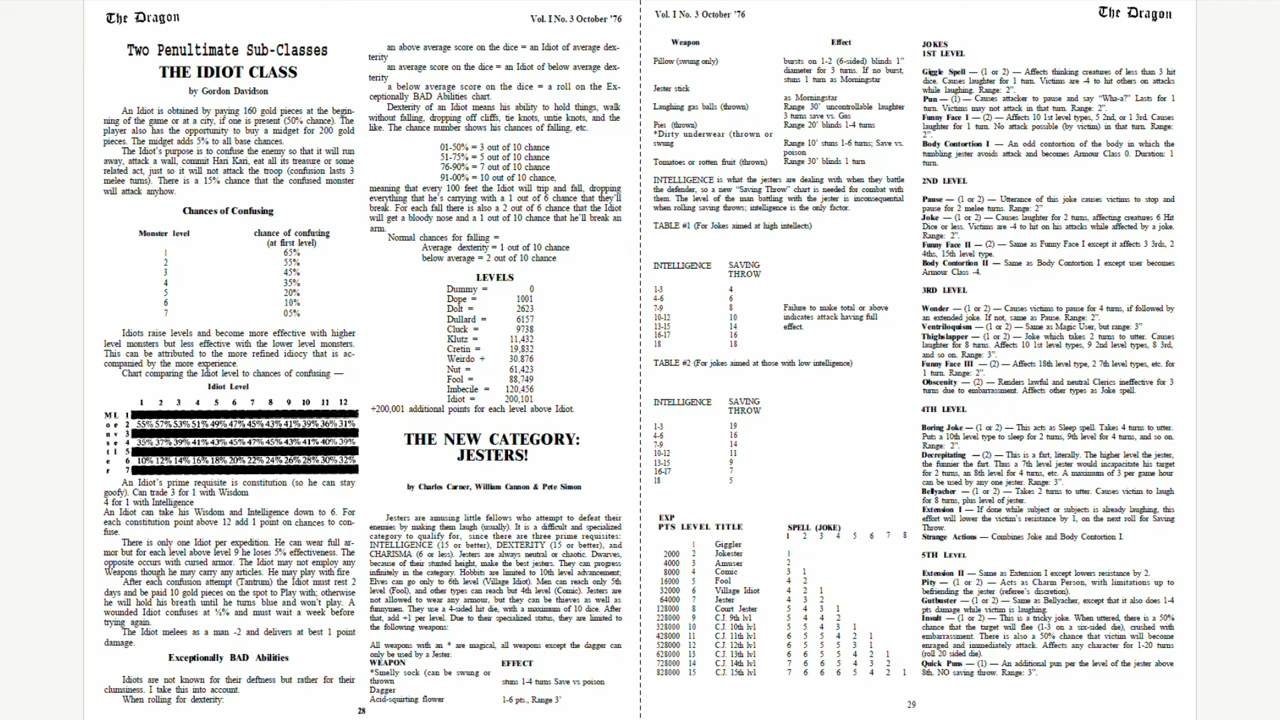 The Dragon
Vol. I No. 3 October '76
Two Penultimate Sub-Classes
THE IDIOT CLASS
by Gordon Davidson
An Idiot is obtained by paying 160 gold pieces at the begin-
ning of the game or at a city, if one is present (50% chance). The
player also has the opportunity to buy a midget for 200 gold
pieces. The midget adds 5% to all base chances.
The Idiot's purpose is to confuse the enemy so that it will run
away, attack a wall, commit Hari Kari, eat all its treasure or some
related act, just so it will not attack the troop (confusion lasts 3
melee turns). There is a 15% chance that the confused monster
will attack anyhow.
Chances of Confusing
Monster level chance of confusing
(at first level)
1 65%
2 55%
3 45%
4 35%
5 20%
6 10%
7 05%
Idiots raise levels and become more effective with higher
level monsters but less effective with the lower level monsters.
This can be attributed to the more refined idiocy that is ac-
companied by the more experience.
Chart comparing the Idiot level to chances of confusing —
Idiot Level
1 2 3 4 5 6 7 8 9 10 11 12
M L 1
o e 2 55% 57% 53% 51% 49% 47% 45% 43% 41% 39% 36% 31%
n v 3
s e 4 35% 37% 39% 41% 43% 45% 47% 45% 43% 41% 40% 39%
t l 5
e 6 10% 12% 14% 16% 18% 20% 22% 24% 26% 28% 30% 32%
r 7
An Idiot's prime requisite is constitution (so he can stay
goofy). Can trade 3 for 1 with Wisdom
4 for 1 with Intelligence
An Idiot can take his Wisdom and Intelligence down to 6. For
each constitution point above 12 add 1 point on chances to con-
fuse.
There is only one Idiot per expedition. He can wear full ar-
mor but for each level above level 9 he loses 5% effectiveness. The
opposite occurs with cursed armor. The Idiot may not employ any
Weapons though he may carry any articles. He may play with fire
After each confusion attempt (Tantrum) the Idiot must rest 2
days and be paid 10 gold pieces on the spot to Play with; otherwise
he will hold his breath until he turns blue and won't play. A
wounded Idiot confuses at ½% and must wait a week before
trying again.
The Idiot melees as a man -2 and delivers at best 1 point
damage.
Exceptionally BAD Abilities
Idiots are not known for their deftness but rather for their
clumsiness. I take this into account.
When rolling for dexterity:
an above average score on the dice = an Idiot of average dex-
terity
an average score on the dice = an Idiot of below average dex-
terity
a below average score on the dice = a roll on the Ex-
ceptionally BAD Abilities chart.
Dexterity of an Idiot means his ability to hold things, walk
without falling, dropping off cliffs, tie knots, untie knots, and the
like. The chance number shows his chances of falling, etc.
01-50% = 3 out of 10 chance
51-75% = 5 out of 10 chance
76-90% = 7 out of 10 chance
91-00% = 10 out of 10 chance,
meaning that every 100 feet the Idiot will trip and fall, dropping
everything that he's carrying with a 1 out of 6 chance that they'll
break. For each fall there is also a 2 out of 6 chance that the Idiot
will get a bloody nose and a 1 out of 10 chance that he'll break an
arm.
Normal chances for falling =
Average dexterity = 1 out of 10 chance
below average = 2 out of 10 chance
LEVELS
Dummy = 0
Dope = 1001
Dolt = 2623
Dullard = 6157
Cluck = 9738
Klutz = 11,432
Cretin = 19,832
Weirdo + 30.876
Nut = 61,423
Fool = 88,749
Imbecile = 120,456
Idiot = 200,101
+200,001 additional points for each level above Idiot.
THE NEW CATEGORY:
JESTERS!
by Charles Carner, William Cannon & Pete Simon
Jesters are amusing little fellows who attempt to defeat their
enemies by making them laugh (usually). It is a difficult and specialized
category to qualify for, since there are three prime requisites:
INTELLIGENCE (15 or better), DEXTERITY (15 or better), and
CHARISMA (6 or less). Jesters are always neutral or chaotic. Dwarves,
because of their stunted height, make the best jesters. They can progress
infinitely in experience. Hobbits are limited to 10th level advancement;
Elves can go only to 6th level (Village Idiot). Men can reach only 5th
level (Fool), and other types can reach but 4th level (Comic). Jesters are
not allowed to wear any armour, but they can be thieves as well as
funnymen. They use a 4-sided hit die, with a maximum of 10 dice. After
that, add +1 per level. Due to their specialized status, they are limited to
the following weapons:
All weapons with an * are magical, all weapons except the dagger can
only be used by a Jester.
WEAPON EFFECT
*Smelly sock (can be swung or
thrown stuns 1-4 turns Save vs poison
Dagger
Acid-squirting flower 1-6 pts., Range 3'
28
Vol. I No. 3 October '76
The Dragon
Weapon Effect
Pillow (swung only) bursts on 1-2 (6-sided) blinds 1"
diameter for 3 turns. If no burst,
stuns 1 turn as Morningstar
Jester stick
as Morningstar
Laughing gas balls (thrown) Range 30' uncontrollable laughter
3 turns save vs. Gas
Pies (thrown) Range 20' blinds 1-4 turns
*Dirty underwear (thrown or
swung Range 10' stuns 1-6 turns; Save vs.
poison
Tomatoes or rotten fruit (thrown) Range 30' blinds 1 turn
INTELLIGENCE is what the jesters are dealing with when they battle
the defender, so a new "Saving Throw" chart is needed for combat with
them. The level of the man battling with the jester is inconsequential
when rolling saving throws; intelligence is the only factor.
TABLE #1 (For Jokes aimed at high intellects)
INTELLIGENCE SAVING
THROW
1-3 4
4-6 6
7-9 8 Failure to make total or above
10-12 10 indicates attack having full
13-15 14 effect.
16-17 16
18 18
TABLE #2 (For jokes aimed at those with low intelligence)
INTELLIGENCE SAVING
THROW
1-3 19
4-6 16
7-9 14
10-12 11
13-15 9
16-17 7
18 5
EXP
PTS LEVEL TITLE SPELL (JOKE)
1 2 3 4 5 6 7 8
1 Giggler
2000 2 Jokester 1
4000 3 Amuser 2
8000 4 Comic 3 1
16000 5 Fool 4 2
32000 6 Village Idiot 4 2 1
64000 7 Jester 4 3 2
128000 8 Court Jester 5 4 3 1
228000 9 C.J. 9th lvl 5 4 4 2
328000 10 C.J. 10th lvl 5 5 4 3 1
428000 11 C.J. 11th lvl 6 5 5 4 2 1
528000 12 C.J. 12th lvl 6 5 5 5 3 1
628000 13 C.J. 13th lvl 6 6 5 5 4 2 1
728000 14 C.J. 14th lvl 7 6 6 5 4 3 2
828000 15 C.J. 15th lvl 7 6 6 5 4 2 1
JOKES
1ST LEVEL
Giggle Spell — (1 or 2) — Affects thinking creatures of less than 3 hit
dice. Causes laughter for 1 turn. Victims are -4 to hit others on attacks
while laughing. Range: 2".
Pun — (1) — Causes attacker to pause and say "Wha-a?" Lasts for 1
turn. Victims may not attack in that turn. Range: 2".
Funny Face I — (1) — Affects 10 1st level types, 5 2nd, or 1 3rd. Causes
laughter for 1 turn. No attack possible (by victim) in that turn. Range:
2".
Body Contortion I — An odd contortion of the body in which the
tumbling jester avoids attack and becomes Armour Class 0. Duration: 1
turn.
2ND LEVEL
Pause — (1 or 2) — Utterance of this joke causes victims to stop and
pause for 2 melee turns. Range: 2"
Joke — (1 or 2) — Causes laughter for 2 turns, affecting creatures 6 Hit
Dice or less. Victims are -4 to hit on his attacks while affected by a joke.
Range: 2".
Funny Face II — (2) — Same as Funny Face I except it affects 3 3rds, 2
4ths, 15th level type.
Body Contortion II — Same as Body Contortion I except user becomes
Armour Class -4.
3RD LEVEL
Wonder — (1 or 2) — Causes victims to pause for 4 turns, if followed by
an extended joke. If not, same as Pause. Range: 2".
Ventriloquism — (1 or 2) — Same as Magic User, but range: 3"
Thighslapper — (1 or 2) — Joke which takes 2 turns to utter. Causes
laughter for 8 turns. Affects 10 1st level types, 9 2nd level types, 8 3rd,
and so on. Range: 3".
Funny Face III — (2) — Affects 18th level type, 2 7th level types, etc. for
1 turn. Range: 2".
Obscenity — (2) — Renders lawful and neutral Clerics ineffective for 3
turns due to embarrassment. Affects other types as Joke spell.
4TH LEVEL
Boring Joke — (1 or 2) — This acts as Sleep spell. Takes 4 turns to utter.
Puts a 10th level type to sleep for 2 turns, 9th level for 4 turns, and so on.
Range: 2".
Decrepitating — (2) — This is a fart, literally. The higher level the jester,
the funnier the fart. Thus a 7th level jester would incapacitate his target
for 2 turns, an 8th level for 4 turns, etc. A maximum of 3 per game hour
can be used by any one jester. Range: 3".
Bellyacher — (1 or 2) — Takes 2 turns to utter. Causes victim to laugh
for 8 turns, plus level of jester.
Extension I — If done while subject or subjects is already laughing, this
effort will lower the victim's resistance by 1, on the next roll for Saving
Throw.
Strange Actions — Combines Joke and Body Contortion I.
5TH LEVEL
Extension II — Same as Extension I except lowers resistance by 2.
Pity — (1 or 2) — Acts as Charm Person, with limitations up to
befriending the jester (referee's discretion).
Gutbuster — (1 or 2) — Same as Bellyacher, except that it also does 1-4
pts damage while victim is laughing.
Insult — (1 or 2) — This is a tricky joke. When uttered, there is a 50%
chance that the target will flee (1-3 on a six-sided die), crushed with
embarrassment. There is also a 50% chance that victim will become
enraged and immediately attack. Affects any character for 1-20 turns
(roll 20 sided die).
Quick Puns — (1) — An additional pun per the level of the jester above
8th. NO saving throw. Range: 3".
29